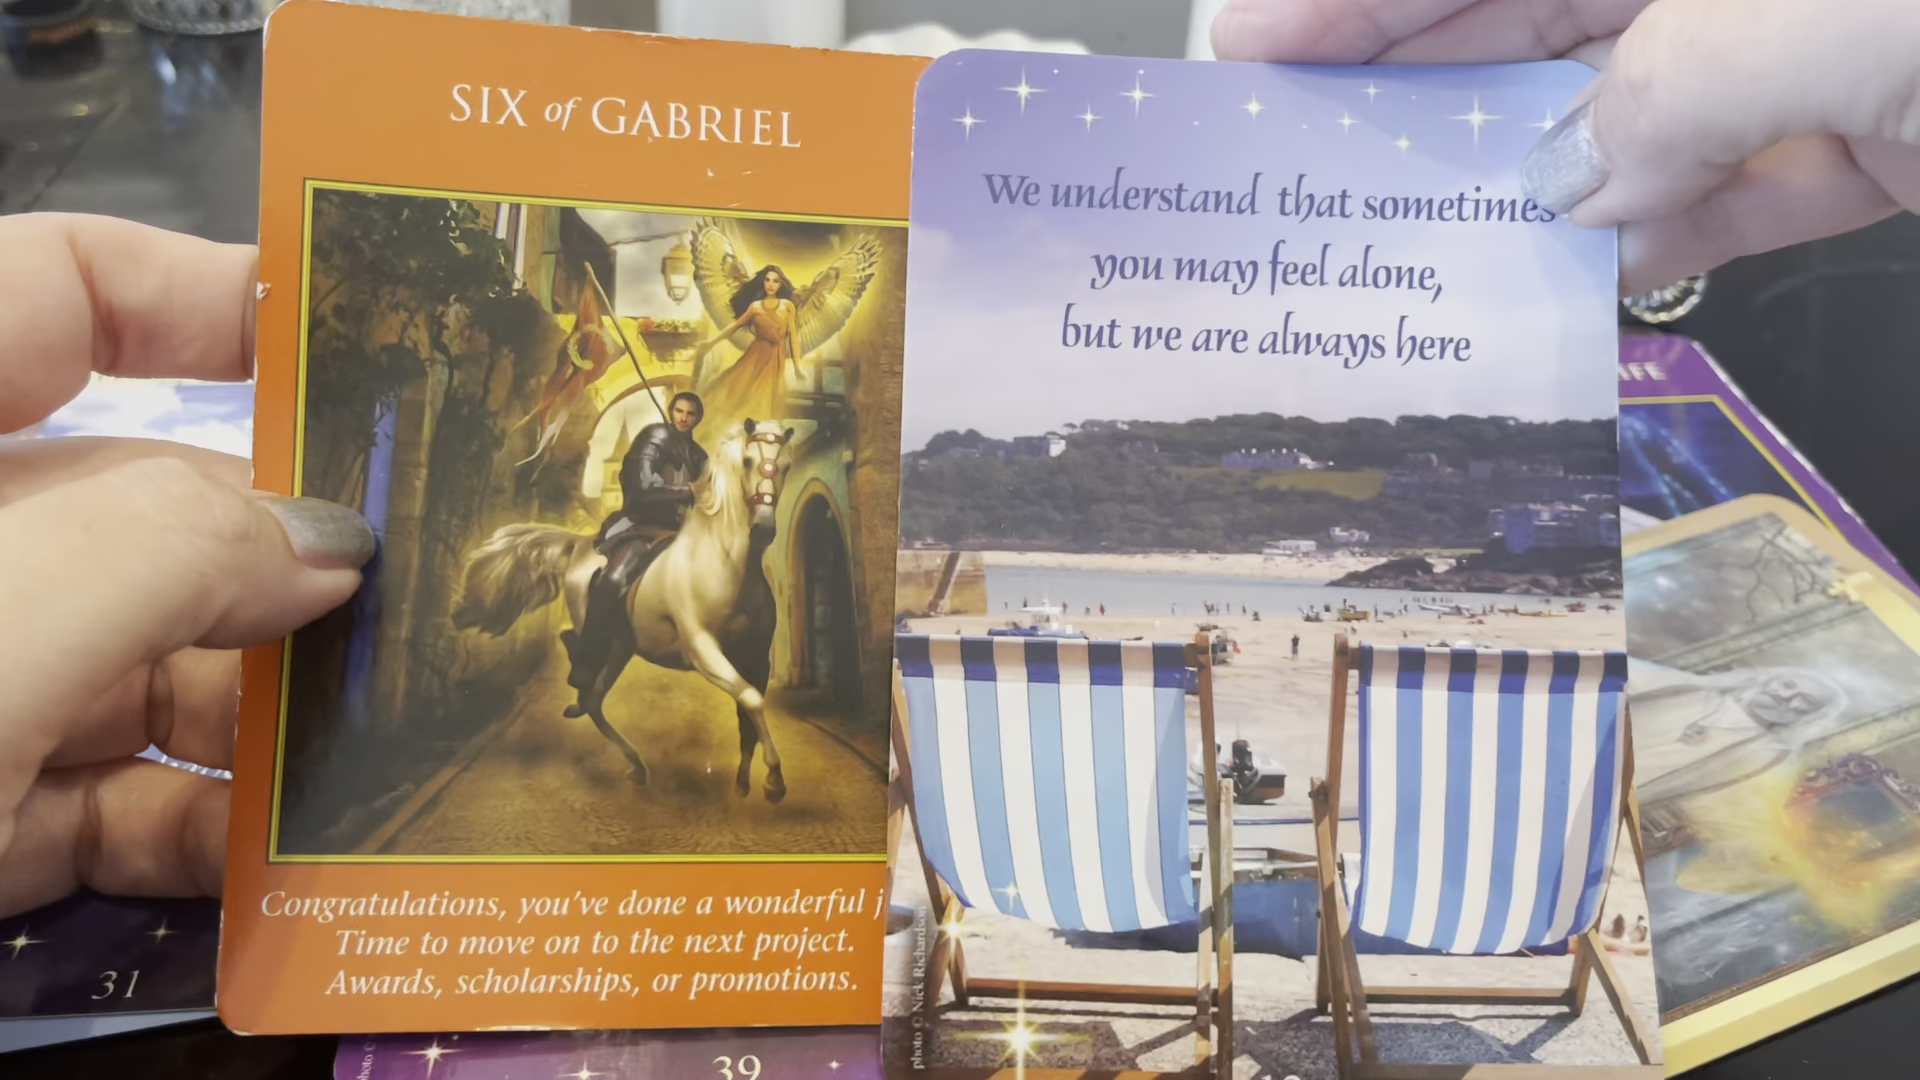 SIX of GABRIEL
Congratulations, you've done a wonderful j
Time to move on to the next project.
Awards, scholarships, or promotions.
We understand that sometimes
you may feel alone,
but we are always here
photo © Nick Richardson
31
39